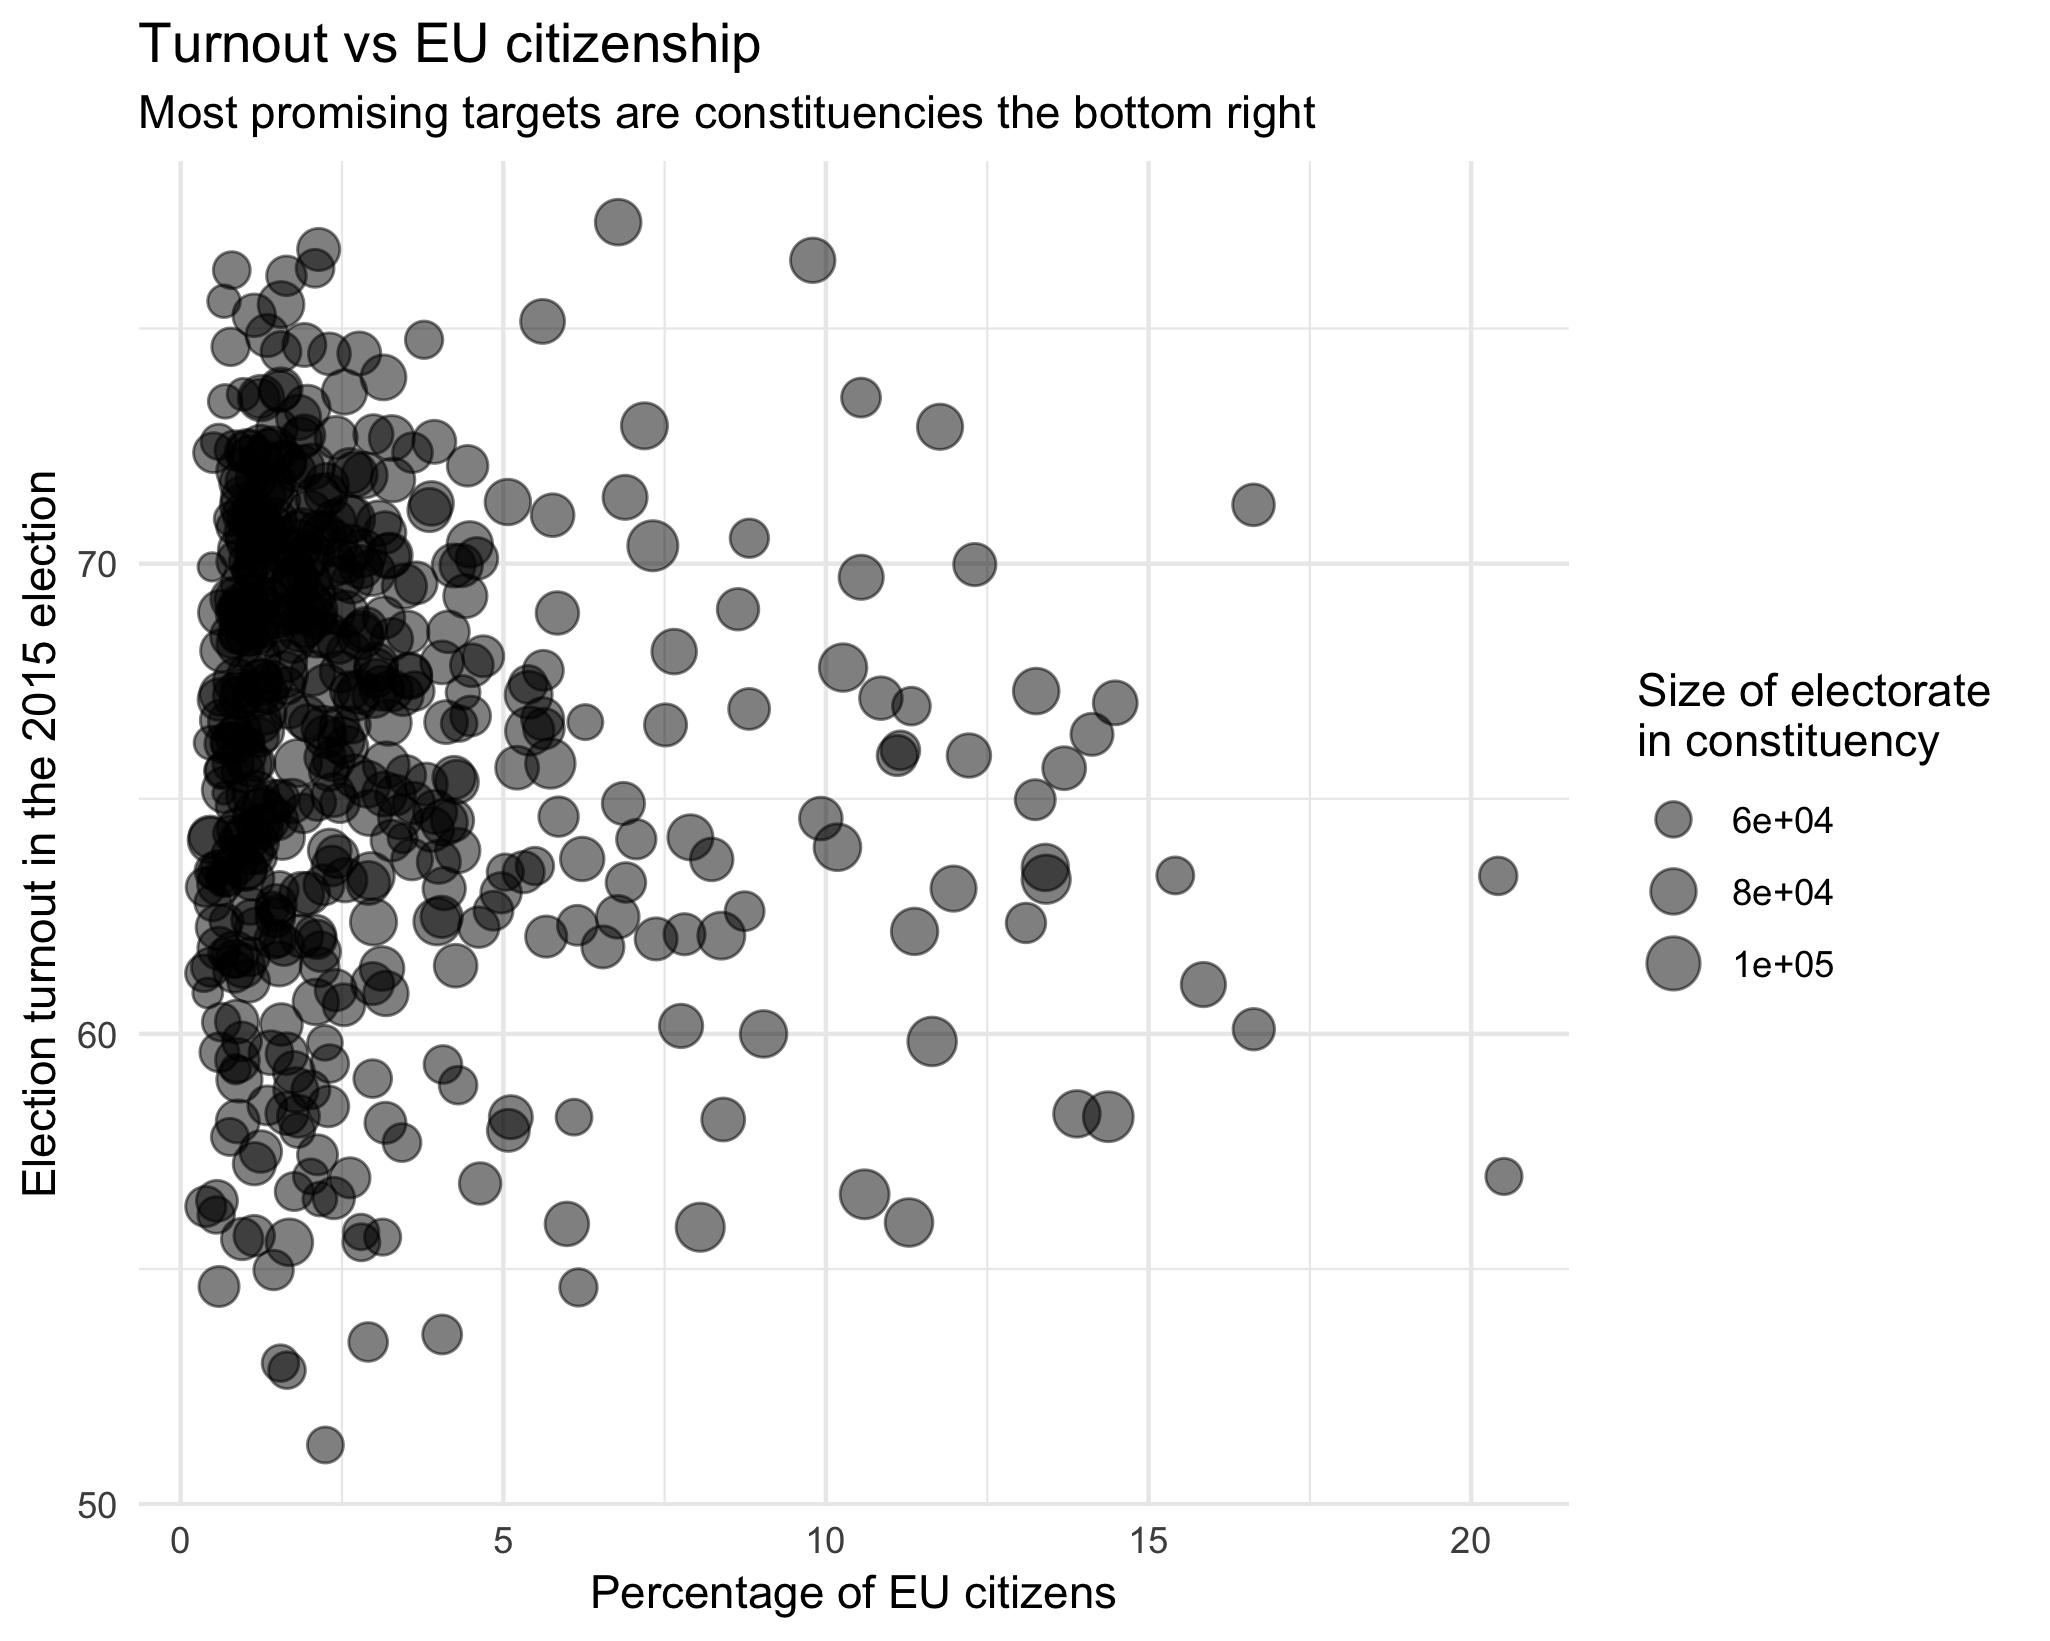 Turnout vs EU citizenship
Most promising targets are constituencies the bottom right
Election turnout in the 2015 election
70
60
50
0
5
10
15
20
Percentage of EU citizens
Size of electorate
in constituency
6e+04
8e+04
1e+05